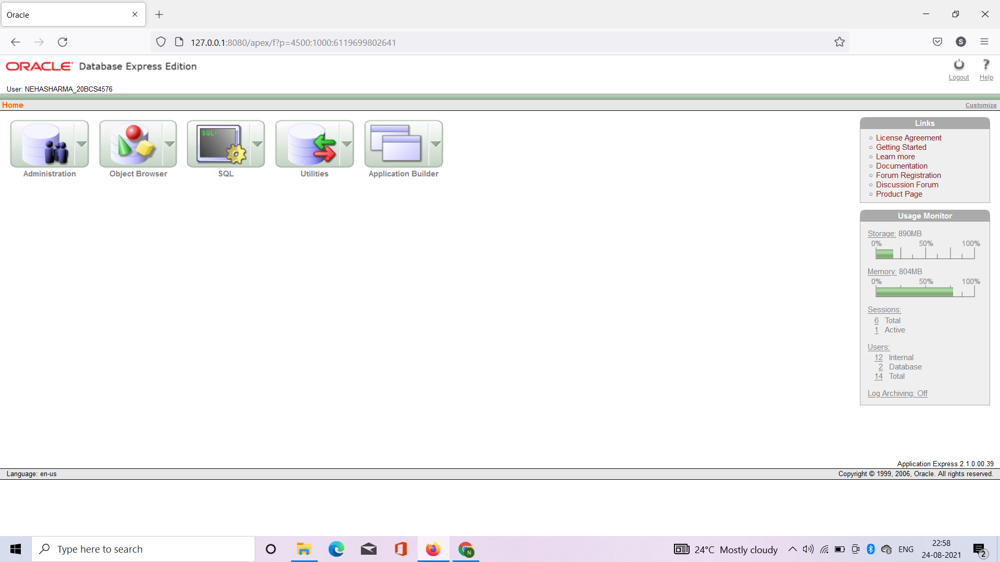 Oracle
127.0.0.1:8080/apex/f?p=4500:1000:6119699802641
S
ORACLE Database Express Edition
Logout
Help
User: NEHASHARMA_20BCS4576
Home
Customize
SQL>
Administration
Object Browser
SQL
Utilities
Application Builder
Links
License Agreement
Getting Started
Learn more
Documentation
Forum Registration
Discussion Forum
Product Page
Usage Monitor
Storage: 890MB
0% 50% 100%
Memory: 804MB
0% 50% 100%
Sessions:
6 Total
1 Active
Users:
12 Internal
2 Database
14 Total
Log Archiving: Off
Application Express 2.1.0.00.39
Language: en-us
Copyright © 1999, 2006, Oracle. All rights reserved.
Type here to search
N
24°C Mostly cloudy
ENG
22:58
24-08-2021
2